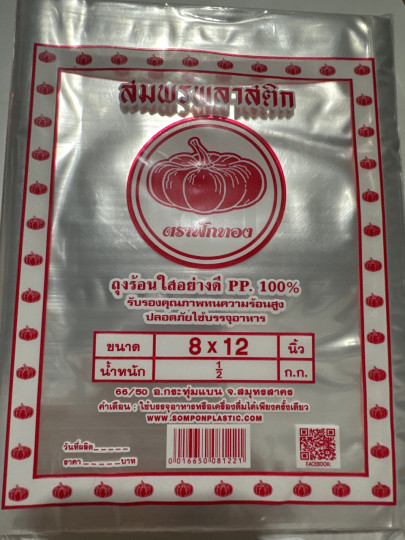 สมพรพลาสติก
ตราฟักทอง
ถุงร้อนใสอย่างดี PP. 100%
รับรองคุณภาพทนความร้อนสูง
ปลอดภัยใช้บรรจุอาหาร
ขนาด 8 x 12 นิ้ว
น้ำหนัก 1/2 ก.ก.
66/50 อ.กระทุ่มแบน จ.สมุทรสาคร
คำเตือน : ใช้บรรจุอาหารหรือเครื่องดื่มได้เพียงครั้งเดียว
WWW.SOMPONPLASTIC.COM
วันที่ผลิต_ _ _ _ _
ราคา_ _ _ _ _บาท
0 016650 081221
FACEBOOK